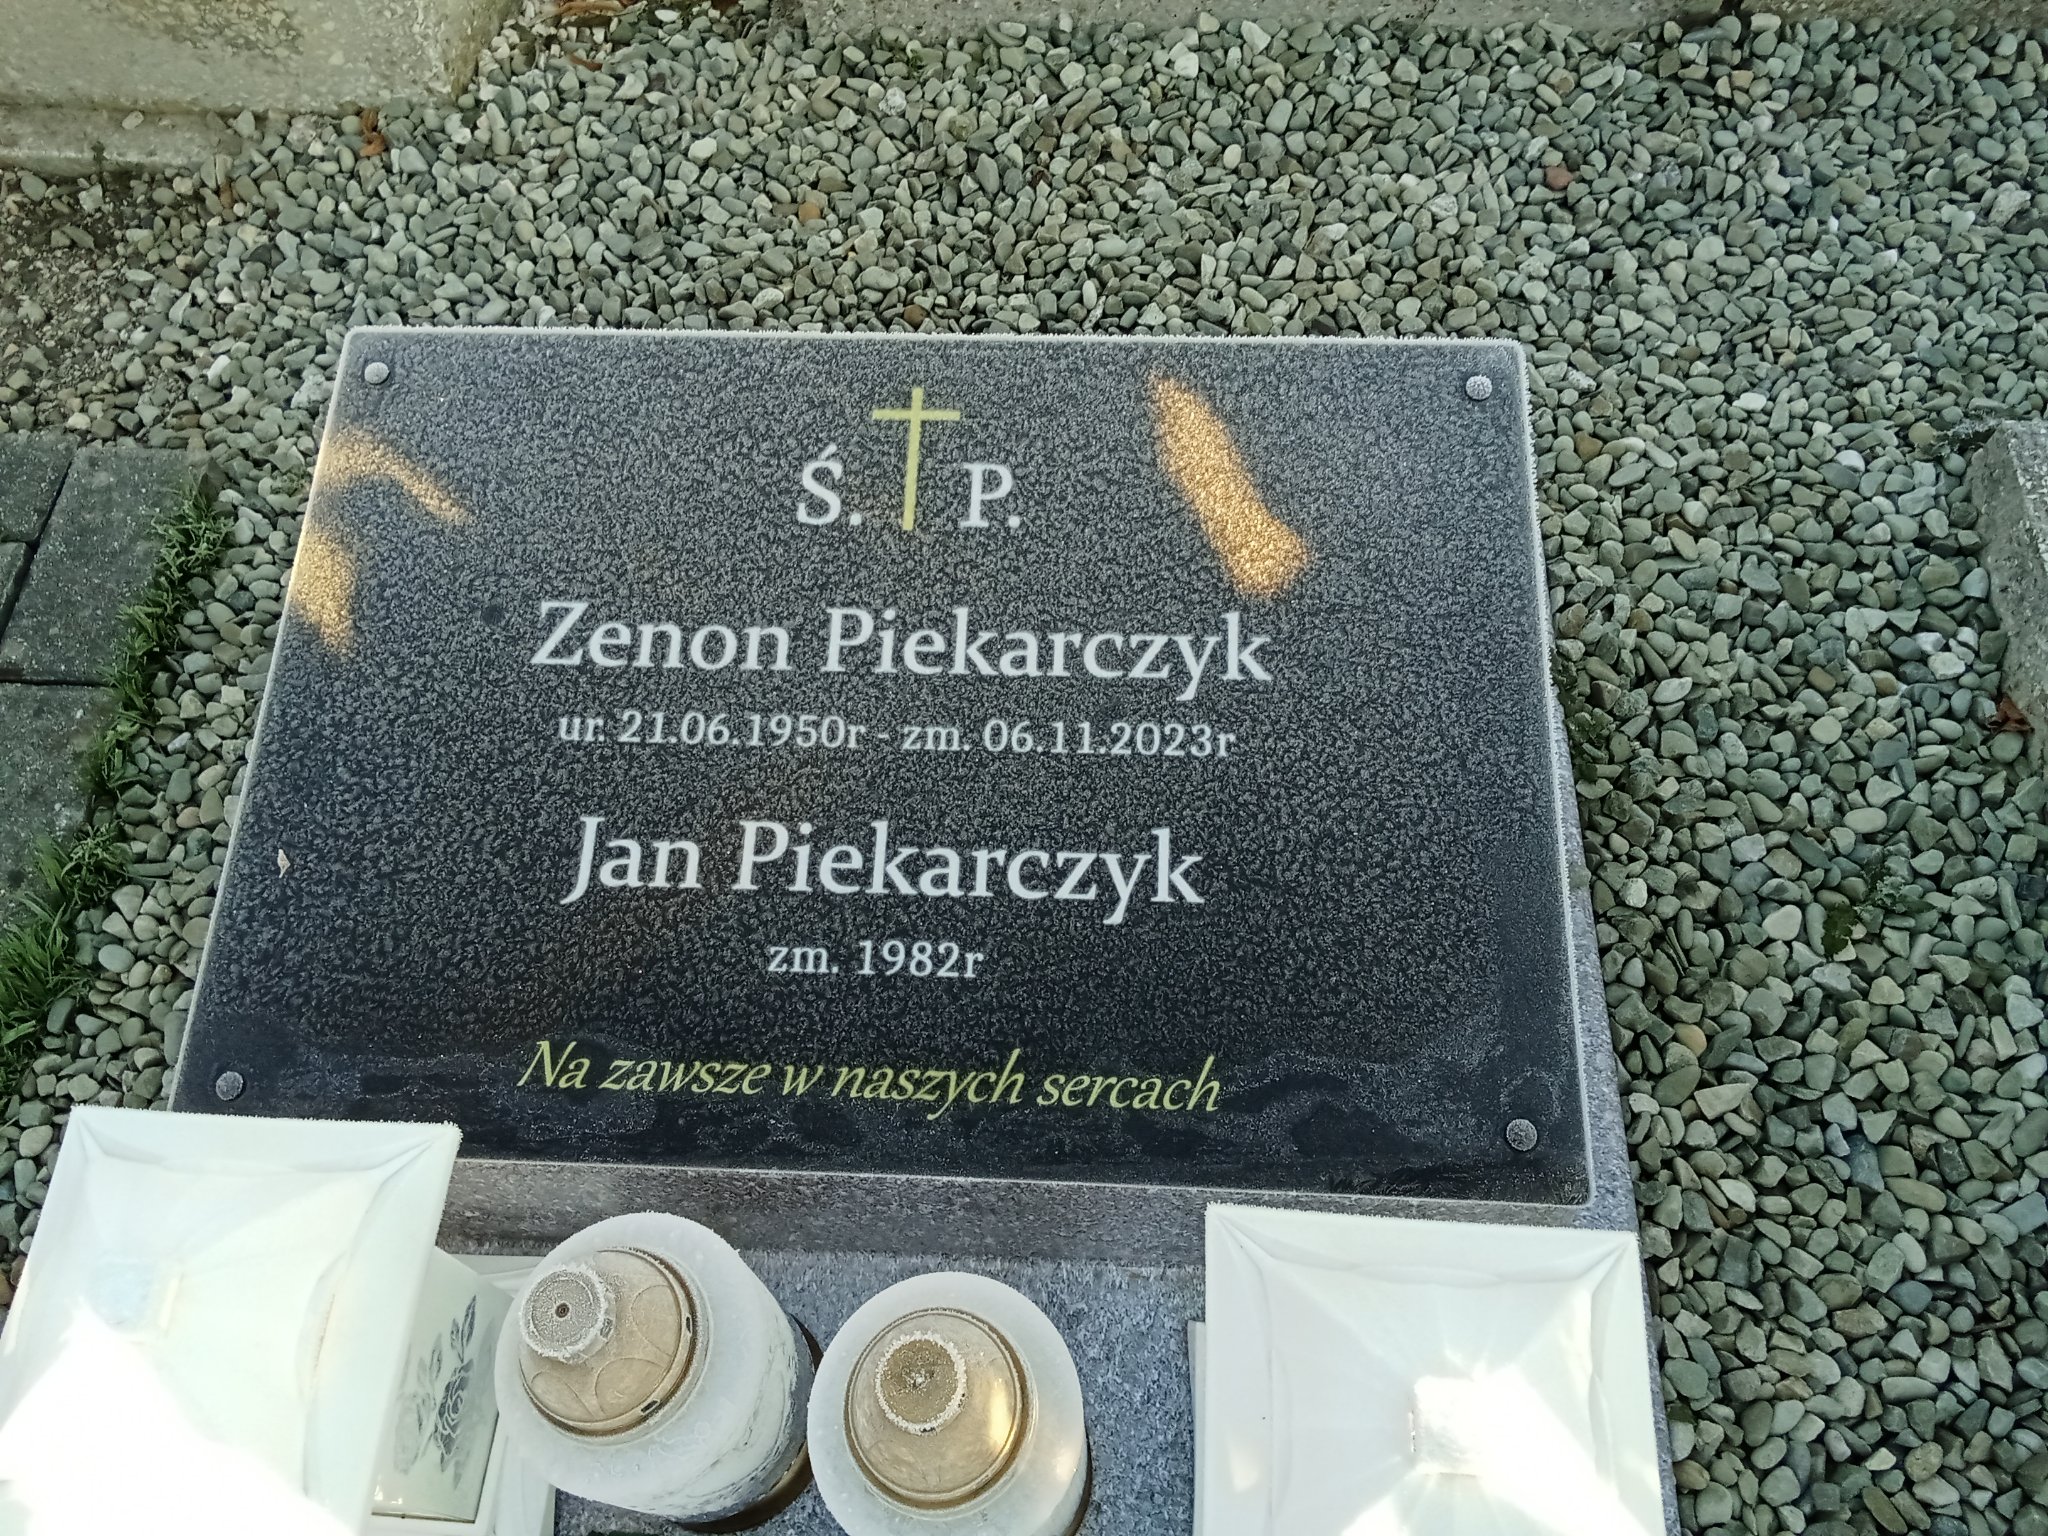 Ś. P.
Zenon Piekarczyk
ur. 21.06.1950r - zm. 06.11.2023r
Jan Piekarczyk
zm. 1982r
Na zawsze w naszych sercach